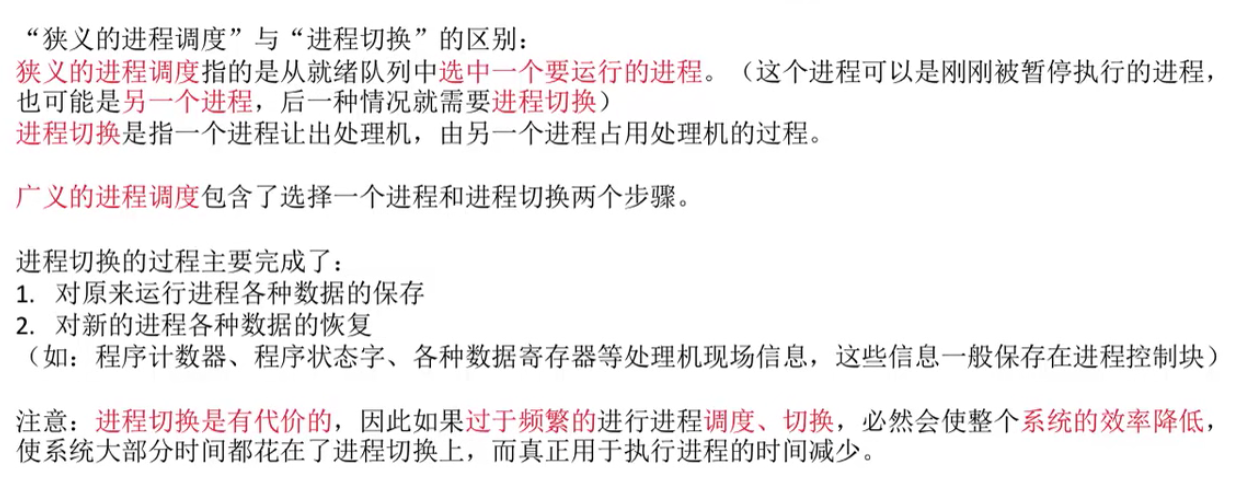 “狭义的进程调度”与“进程切换”的区别：
狭义的进程调度指的是从就绪队列中选中一个要运行的进程。（这个进程可以是刚刚被暂停执行的进程，
也可能是另一个进程，后一种情况就需要进程切换）
进程切换是指一个进程让出处理机，由另一个进程占用处理机的过程。
广义的进程调度包含了选择一个进程和进程切换两个步骤。
进程切换的过程主要完成了：
1. 对原来运行进程各种数据的保存
2. 对新的进程各种数据的恢复
（如：程序计数器、程序状态字、各种数据寄存器等处理机现场信息，这些信息一般保存在进程控制块）
注意：进程切换是有代价的，因此如果过于频繁的进行进程调度、切换，必然会使整个系统的效率降低，
使系统大部分时间都花在了进程切换上，而真正用于执行进程的时间减少。